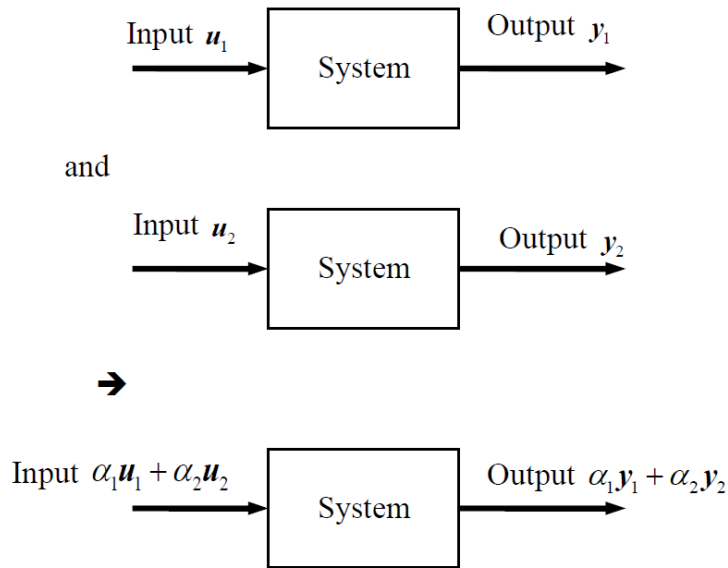 Input u₁
System
Output y₁
and
Input u₂
System
Output y₂
➔
Input α₁u₁ + α₂u₂
System
Output α₁y₁ + α₂y₂